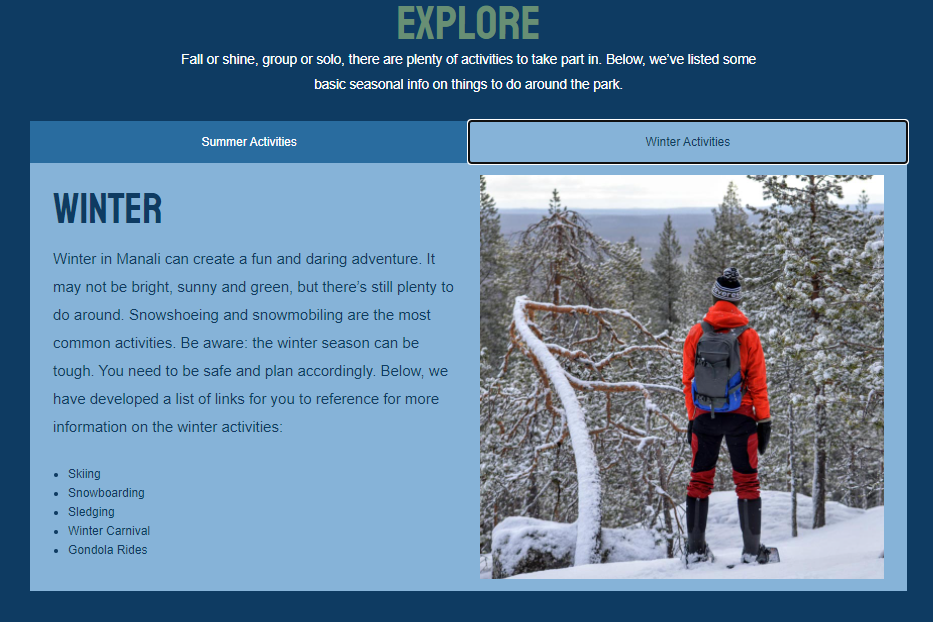 EXPLORE
Fall or shine, group or solo, there are plenty of activities to take part in. Below, we've listed some
basic seasonal info on things to do around the park.
Summer Activities
Winter Activities
WINTER
Winter in Manali can create a fun and daring adventure. It
may not be bright, sunny and green, but there's still plenty to
do around. Snowshoeing and snowmobiling are the most
common activities. Be aware: the winter season can be
tough. You need to be safe and plan accordingly. Below, we
have developed a list of links for you to reference for more
information on the winter activities:
• Skiing
• Snowboarding
• Sledging
• Winter Carnival
• Gondola Rides